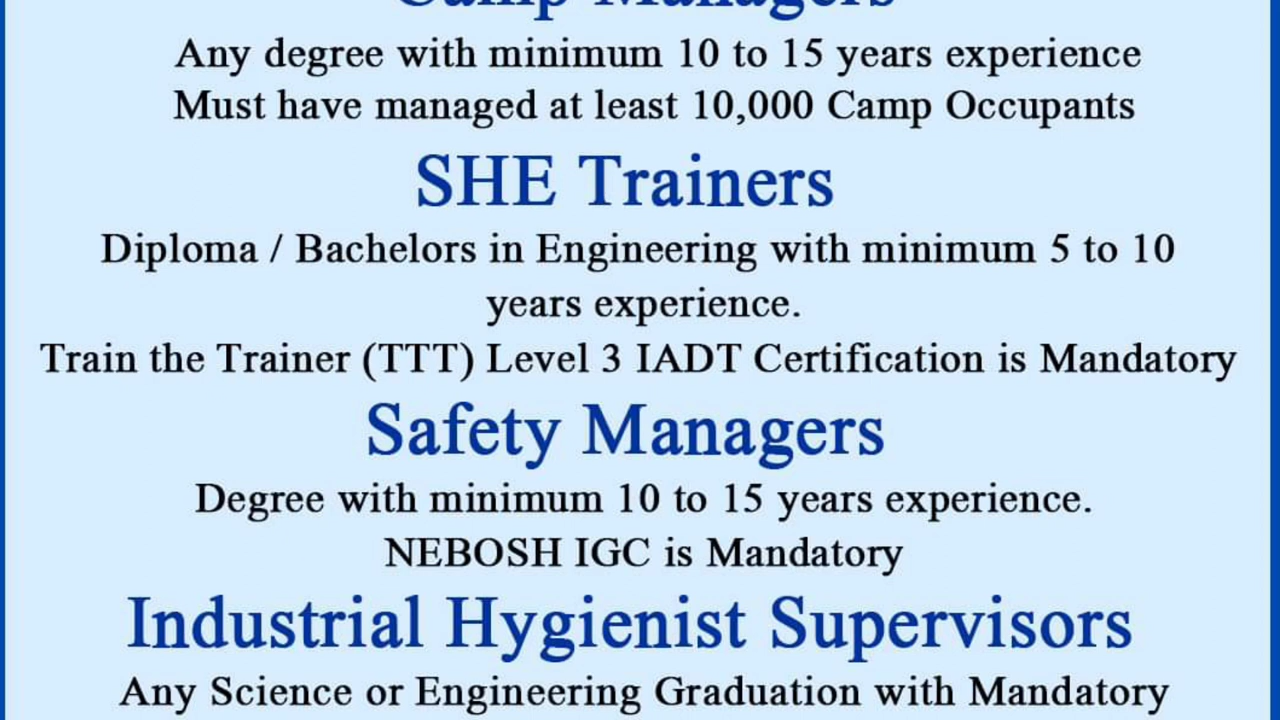 Camp Managers
Any degree with minimum 10 to 15 years experience
Must have managed at least 10,000 Camp Occupants
SHE Trainers
Diploma / Bachelors in Engineering with minimum 5 to 10
years experience.
Train the Trainer (TTT) Level 3 IADT Certification is Mandatory
Safety Managers
Degree with minimum 10 to 15 years experience.
NEBOSH IGC is Mandatory
Industrial Hygienist Supervisors
Any Science or Engineering Graduation with Mandatory